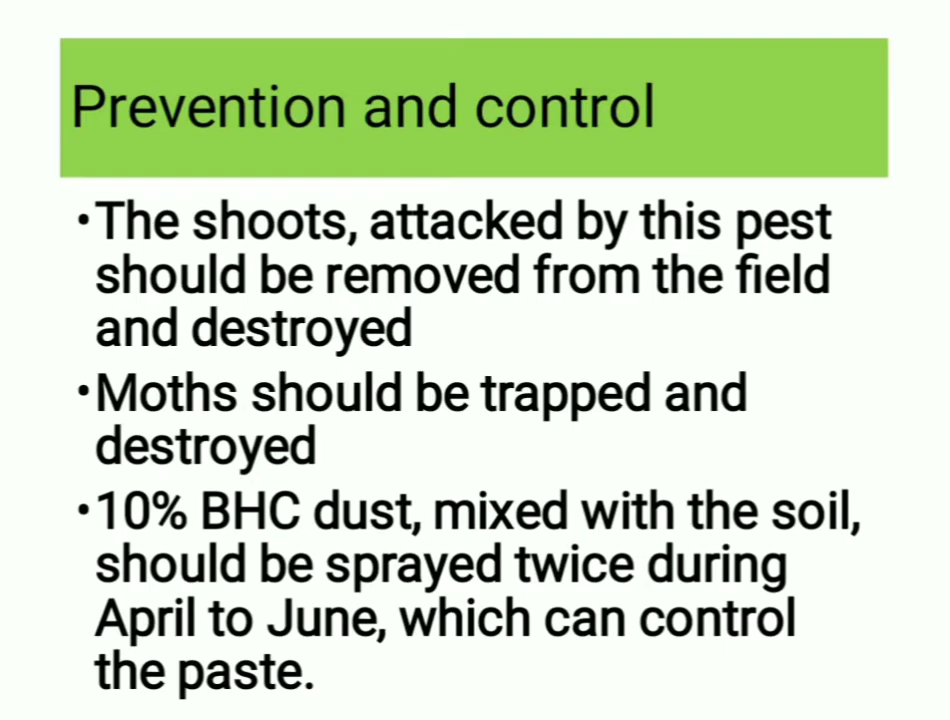 Prevention and control
•The shoots, attacked by this pest
should be removed from the field
and destroyed
•Moths should be trapped and
destroyed
•10% BHC dust, mixed with the soil,
should be sprayed twice during
April to June, which can control
the paste.